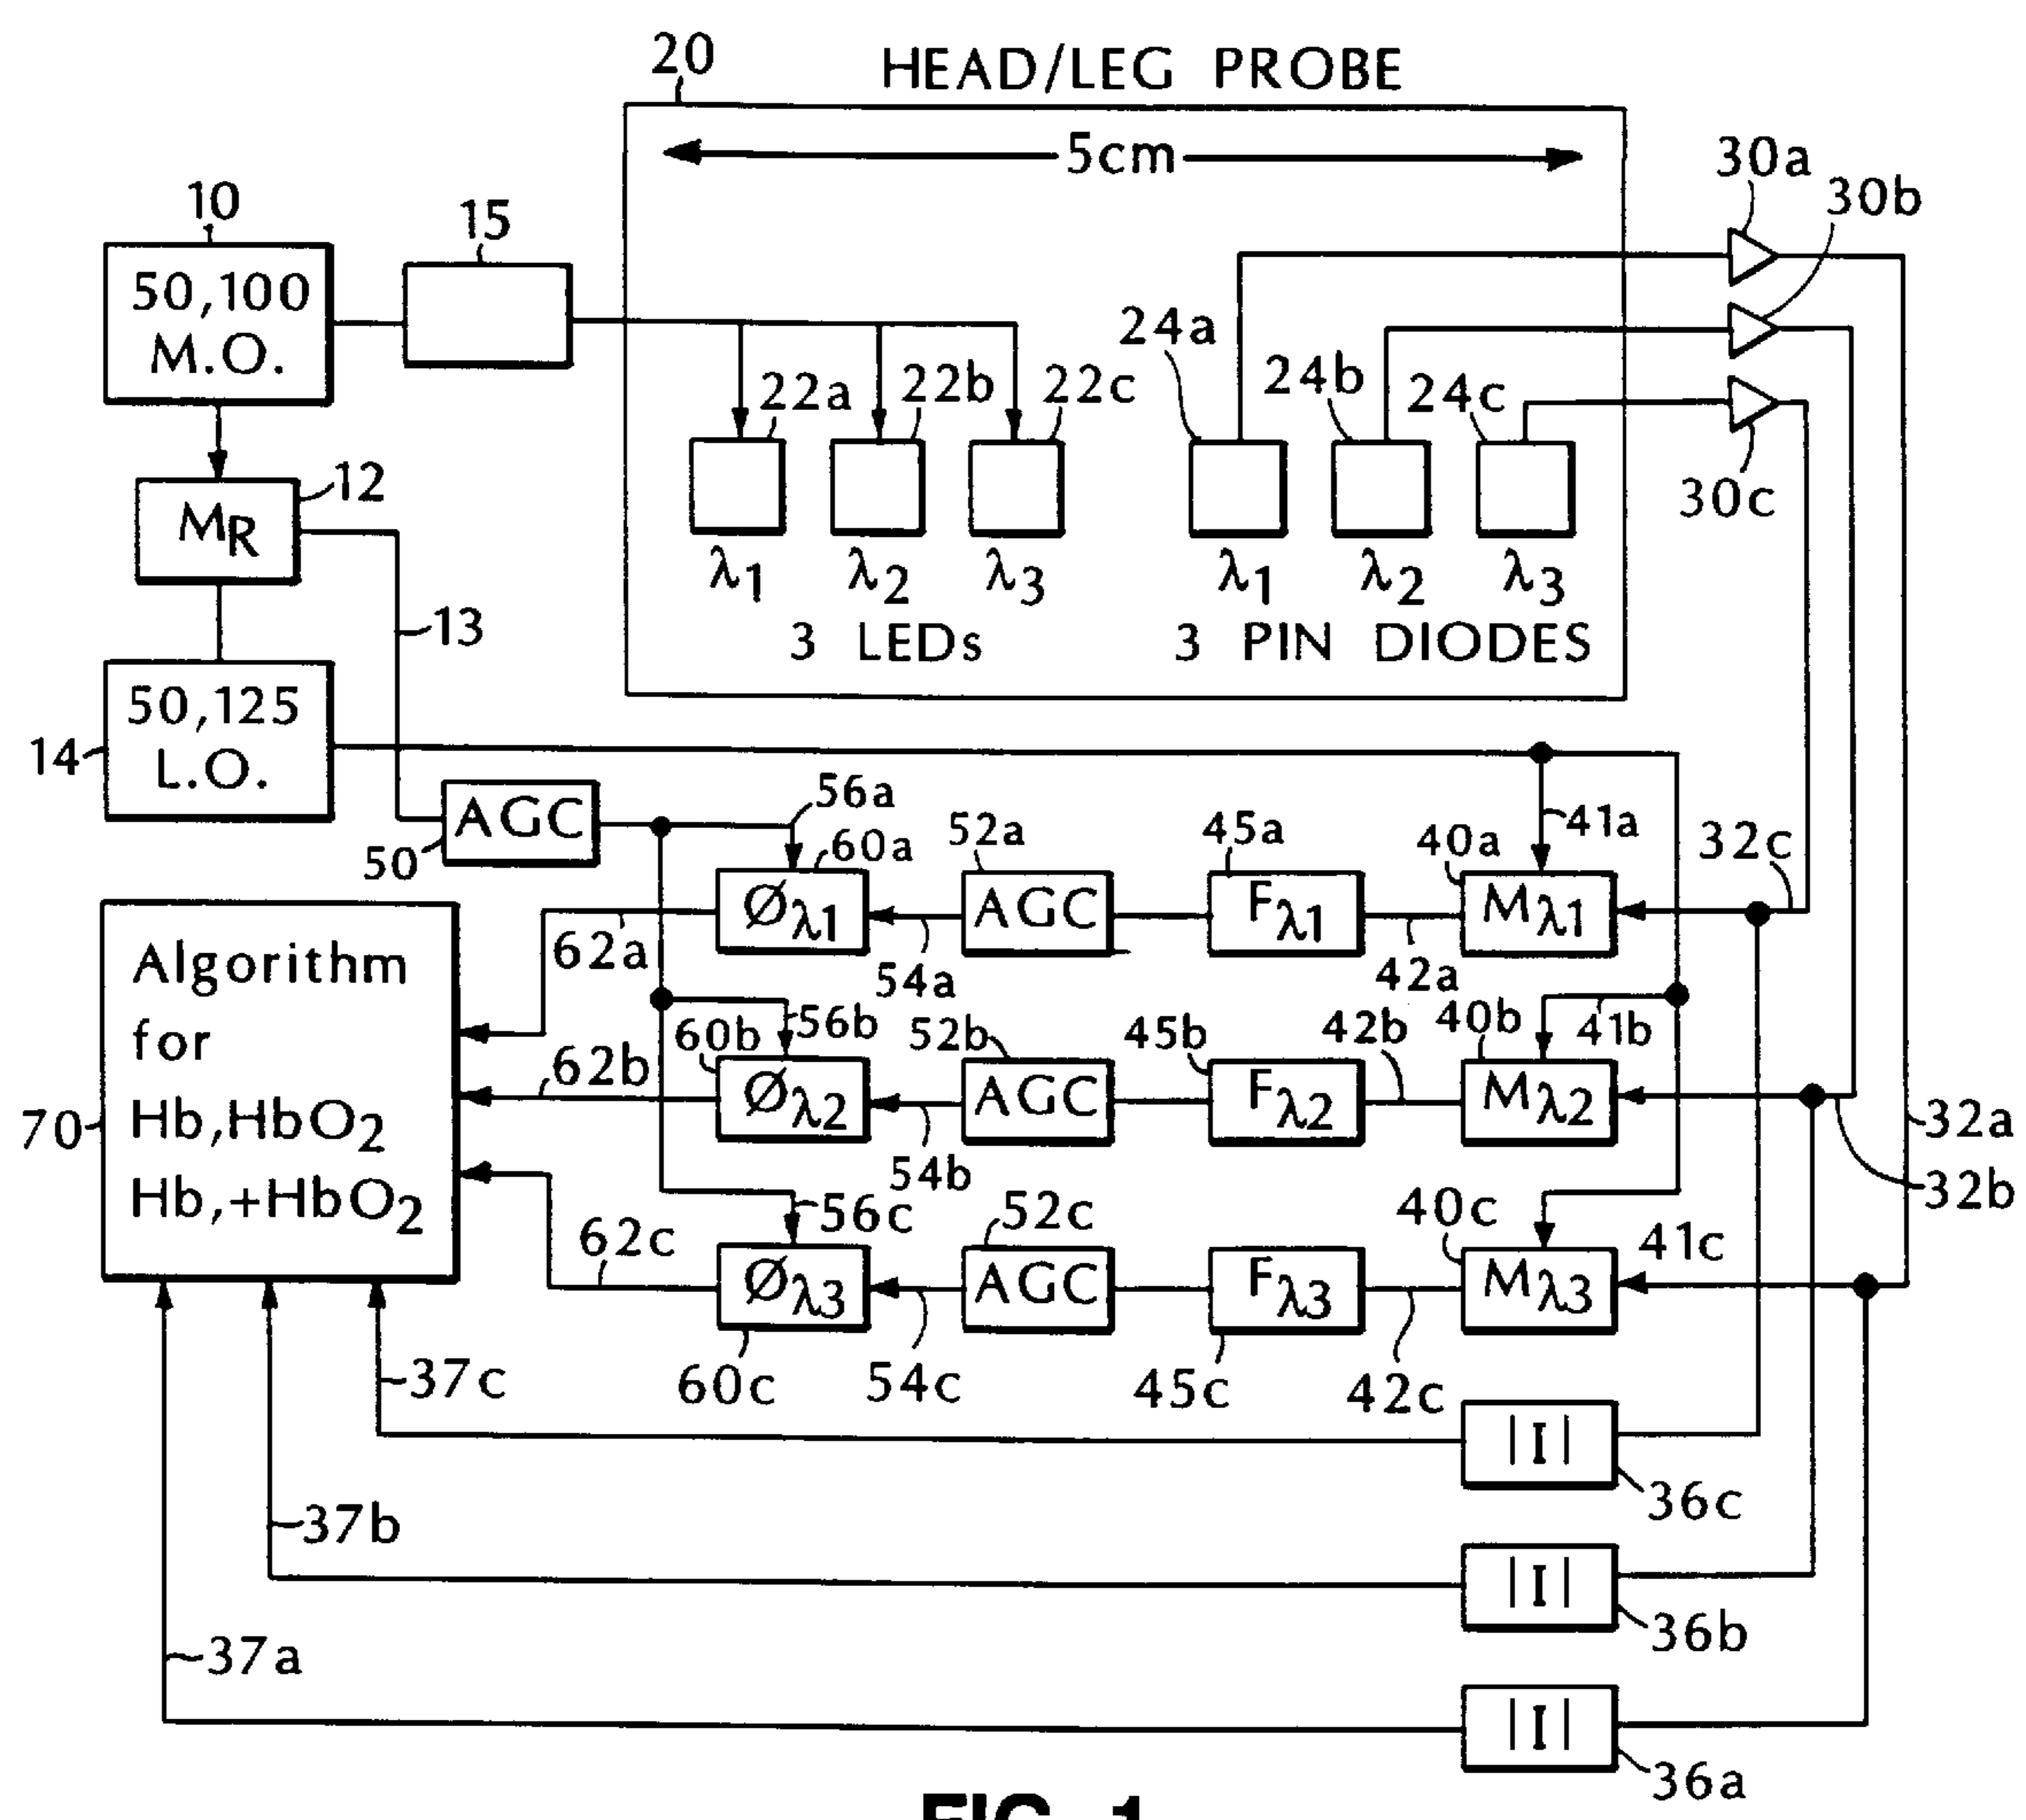 20
HEAD/LEG PROBE
5cm
30a
30b
10
15
50,100
M.O.
24a
22a
22b
22c
24b
24c
30c
12
MR
λ1
λ2
λ3
λ1
λ2
λ3
13
3 LEDs
3 PIN DIODES
50,125
L.O.
14
56a
AGC
50
60a
52a
45a
40a
41a
32c
Øλ1
AGC
Fλ1
Mλ1
62a
54a
42a
Algorithm
for
Hb,HbO2
Hb,+HbO2
70
60b
56b
52b
45b
42b
40b
41b
62b
Øλ2
AGC
Fλ2
Mλ2
54b
32a
32b
62c
56c
52c
40c
41c
Øλ3
AGC
Fλ3
Mλ3
60c
54c
45c
42c
37c
|I|
36c
37b
|I|
36b
37a
|I|
36a
FIG. 1